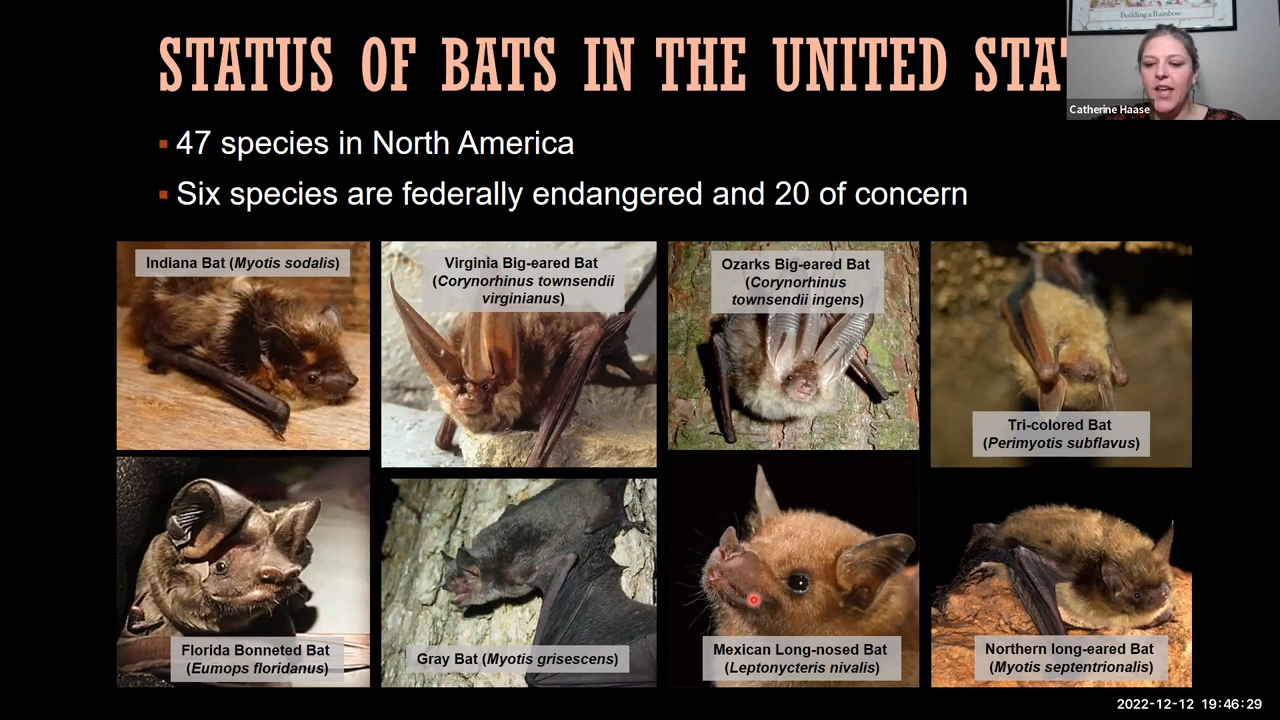 Building a Rainbow
STATUS OF BATS IN THE UNITED STAT
Catherine Haase
47 species in North America
Six species are federally endangered and 20 of concern
Indiana Bat (Myotis sodalis)
Virginia Big-eared Bat
(Corynorhinus townsendii
virginianus)
Ozarks Big-eared Bat
(Corynorhinus
townsendii ingens)
Tri-colored Bat
(Perimyotis subflavus)
Florida Bonneted Bat
(Eumops floridanus)
Gray Bat (Myotis grisescens)
Mexican Long-nosed Bat
(Leptonycteris nivalis)
Northern long-eared Bat
(Myotis septentrionalis)
2022-12-12 19:46:29